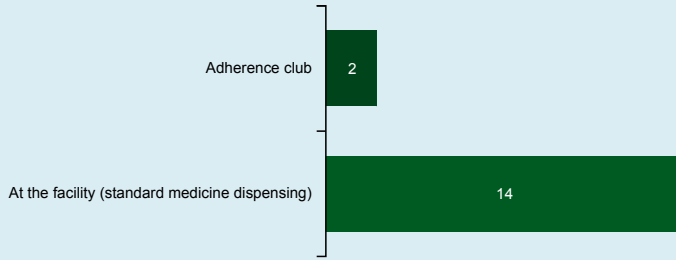 Adherence club
2
At the facility (standard medicine dispensing)
14